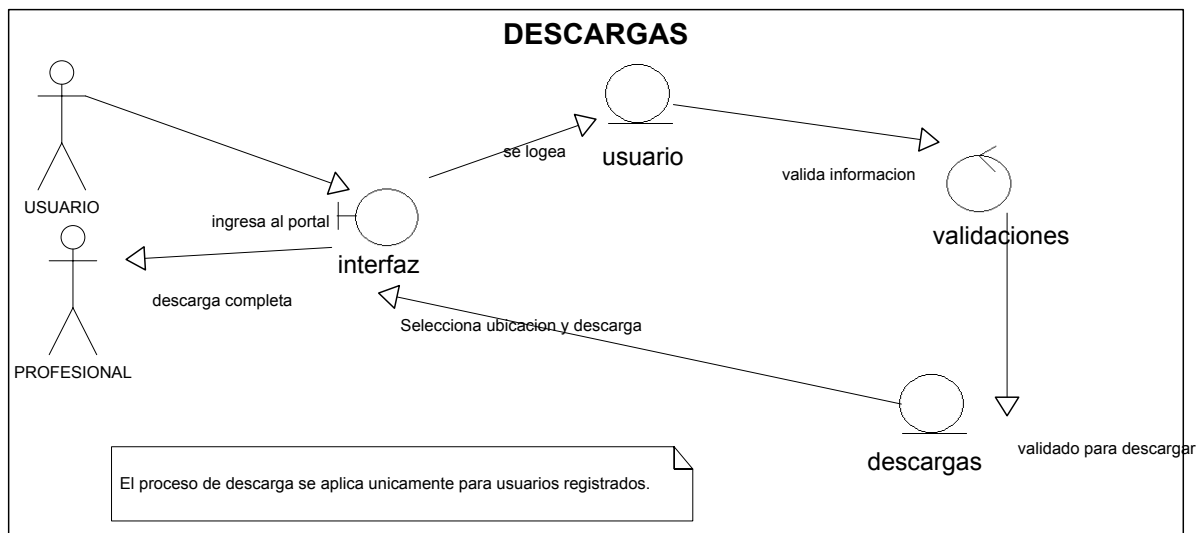 DESCARGAS
USUARIO
se logea
usuario
valida informacion
ingresa al portal
validaciones
interfaz
descarga completa
Selecciona ubicacion y descarga
PROFESIONAL
descargas
validado para descargar
El proceso de descarga se aplica unicamente para usuarios registrados.